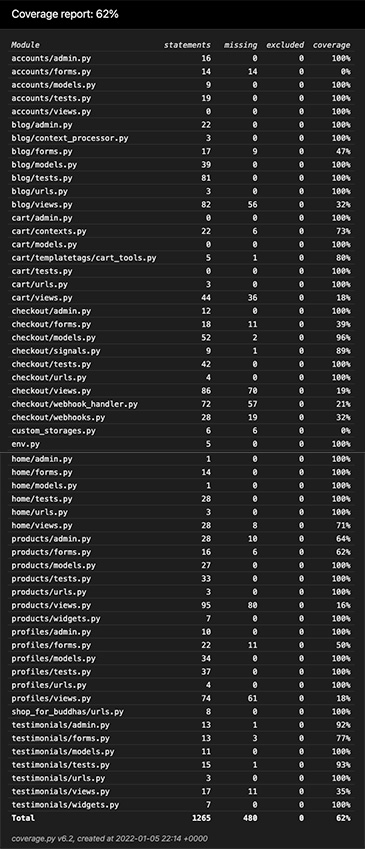 Coverage report: 62%
Module statements missing excluded coverage
accounts/admin.py 16 0 0 100%
accounts/forms.py 14 14 0 0%
accounts/models.py 9 0 0 100%
accounts/tests.py 19 0 0 100%
accounts/views.py 0 0 0 100%
blog/admin.py 22 0 0 100%
blog/context_processor.py 3 0 0 100%
blog/forms.py 17 9 0 47%
blog/models.py 39 0 0 100%
blog/tests.py 81 0 0 100%
blog/urls.py 3 0 0 100%
blog/views.py 82 56 0 32%
cart/admin.py 0 0 0 100%
cart/contexts.py 22 6 0 73%
cart/models.py 0 0 0 100%
cart/templatetags/cart_tools.py 5 1 0 80%
cart/tests.py 0 0 0 100%
cart/urls.py 3 0 0 100%
cart/views.py 44 36 0 18%
checkout/admin.py 12 0 0 100%
checkout/forms.py 18 11 0 39%
checkout/models.py 52 2 0 96%
checkout/signals.py 9 1 0 89%
checkout/tests.py 42 0 0 100%
checkout/urls.py 4 0 0 100%
checkout/views.py 86 70 0 19%
checkout/webhook_handler.py 72 57 0 21%
checkout/webhooks.py 28 19 0 32%
custom_storages.py 6 6 0 0%
env.py 5 0 0 100%
home/admin.py 1 0 0 100%
home/forms.py 14 0 0 100%
home/models.py 1 0 0 100%
home/tests.py 28 0 0 100%
home/urls.py 3 0 0 100%
home/views.py 28 8 0 71%
products/admin.py 28 10 0 64%
products/forms.py 16 6 0 62%
products/models.py 27 0 0 100%
products/tests.py 33 0 0 100%
products/urls.py 3 0 0 100%
products/views.py 95 80 0 16%
products/widgets.py 7 0 0 100%
profiles/admin.py 10 0 0 100%
profiles/forms.py 22 11 0 50%
profiles/models.py 34 0 0 100%
profiles/tests.py 37 0 0 100%
profiles/urls.py 4 0 0 100%
profiles/views.py 74 61 0 18%
shop_for_buddhas/urls.py 8 0 0 100%
testimonials/admin.py 13 1 0 92%
testimonials/forms.py 13 3 0 77%
testimonials/models.py 11 0 0 100%
testimonials/tests.py 15 1 0 93%
testimonials/urls.py 3 0 0 100%
testimonials/views.py 17 11 0 35%
testimonials/widgets.py 7 0 0 100%
Total 1265 480 0 62%
coverage.py v6.2, created at 2022-01-05 22:14 +0000